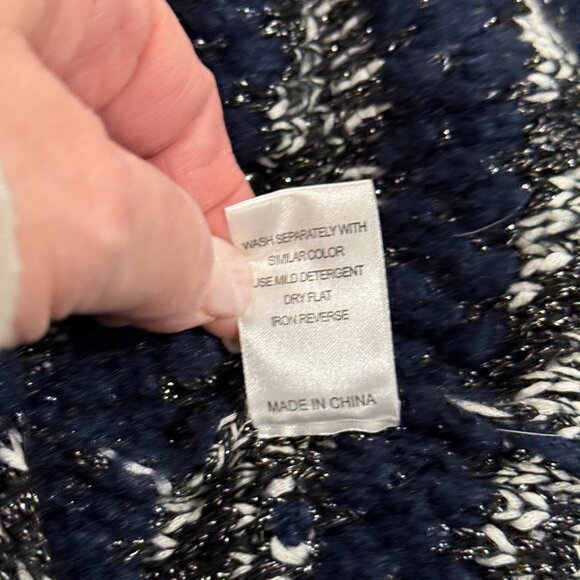 WASH SEPARATELY WITH
SIMILAR COLOR
USE MILD DETERGENT
DRY FLAT
IRON REVERSE
MADE IN CHINA